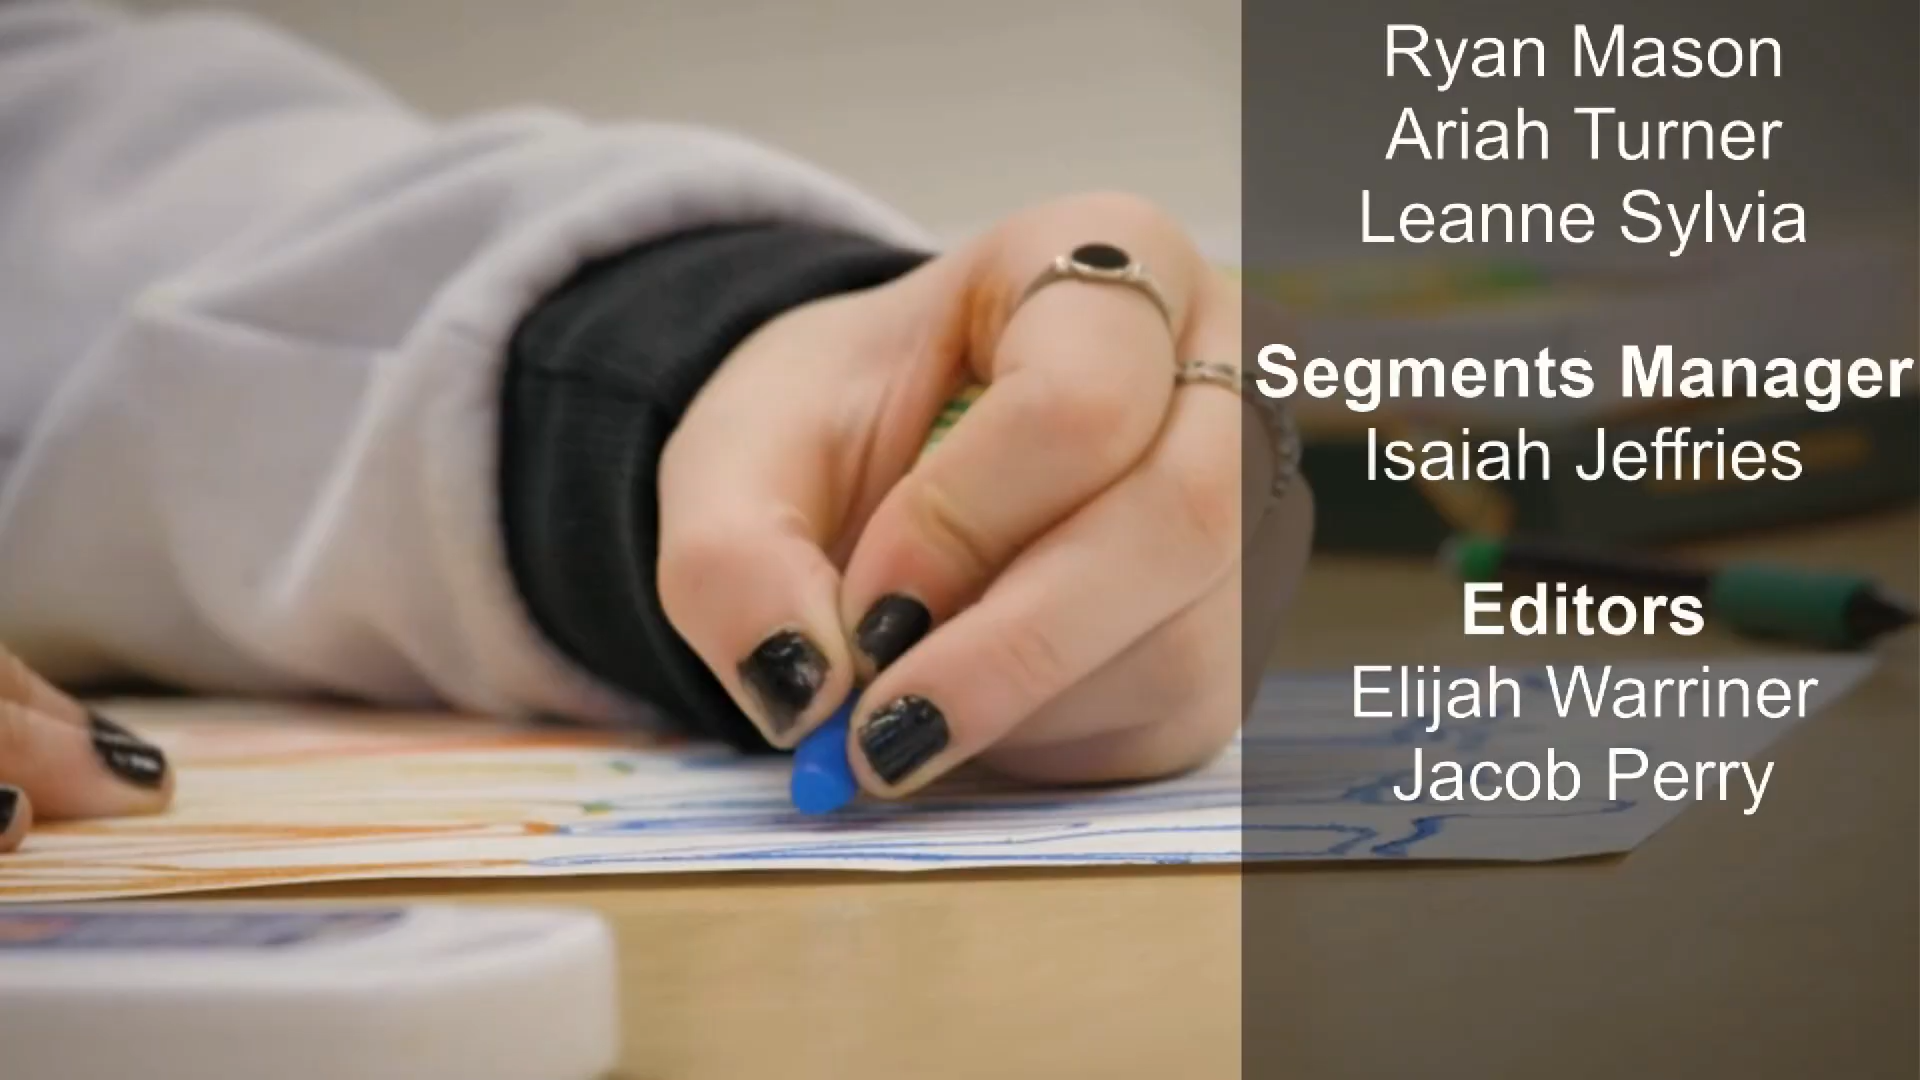 Ryan Mason
Ariah Turner
Leanne Sylvia
Segments Manager
Isaiah Jeffries
Editors
Elijah Warriner
Jacob Perry